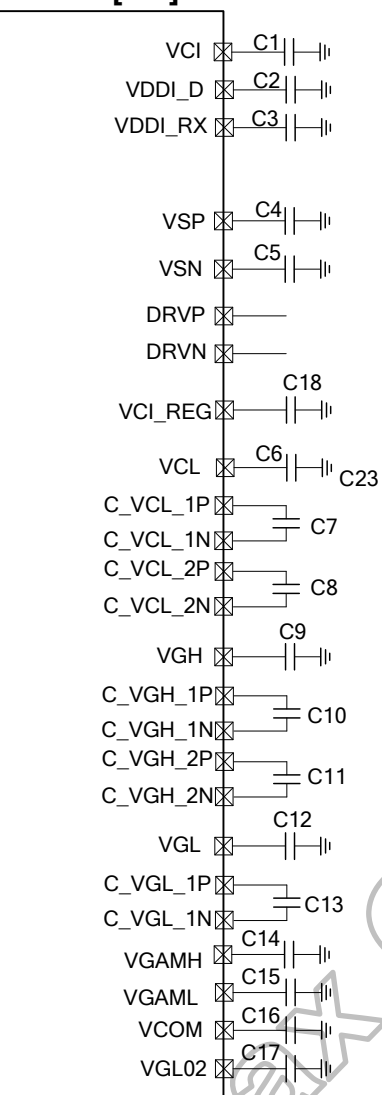 VCI C1
VDDI_D C2
VDDI_RX C3
VSP C4
VSN C5
DRVP
DRVN
C18
VCI_REG
VCL C6
C23
C_VCL_1P
C7
C_VCL_1N
C_VCL_2P
C8
C_VCL_2N
C9
VGH
C_VGH_1P
C10
C_VGH_1N
C_VGH_2P
C11
C_VGH_2N
C12
VGL
C_VGL_1P
C13
C_VGL_1N
VGAMH C14
VGAML C15
VCOM C16
VGL02 C17